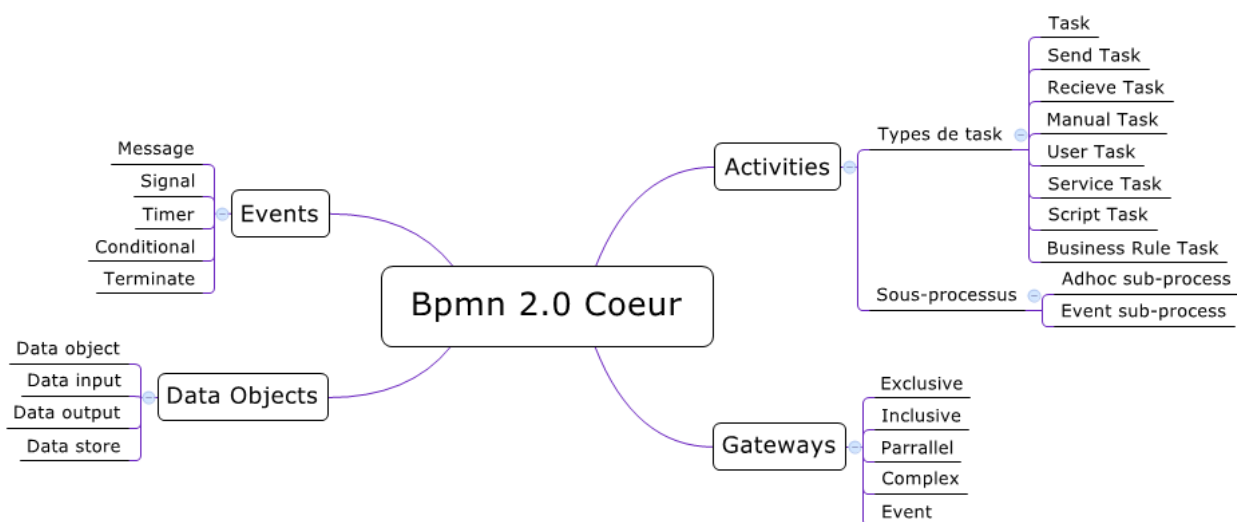 Bpmn 2.0 Coeur
Activities
Types de task
Task
Send Task
Recieve Task
Manual Task
User Task
Service Task
Script Task
Business Rule Task
Sous-processus
Adhoc sub-process
Event sub-process
Gateways
Exclusive
Inclusive
Parrallel
Complex
Event
Events
Message
Signal
Timer
Conditional
Terminate
Data Objects
Data object
Data input
Data output
Data store